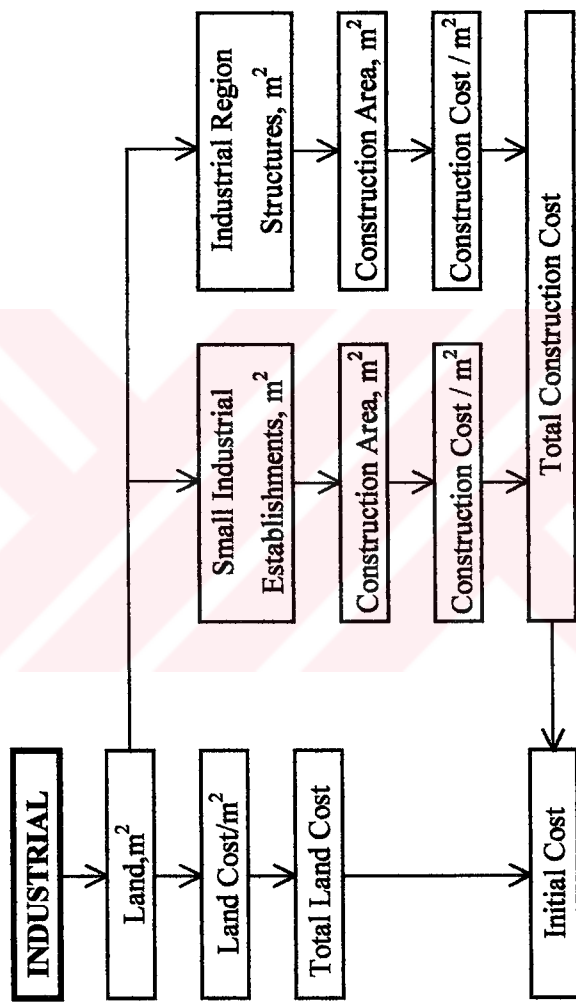 INDUSTRIAL
Land,m²
Land Cost/m²
Total Land Cost
Initial Cost
Small Industrial
Establishments, m²
Construction Area, m²
Construction Cost / m²
Industrial Region
Structures, m²
Construction Area, m²
Construction Cost / m²
Total Construction Cost